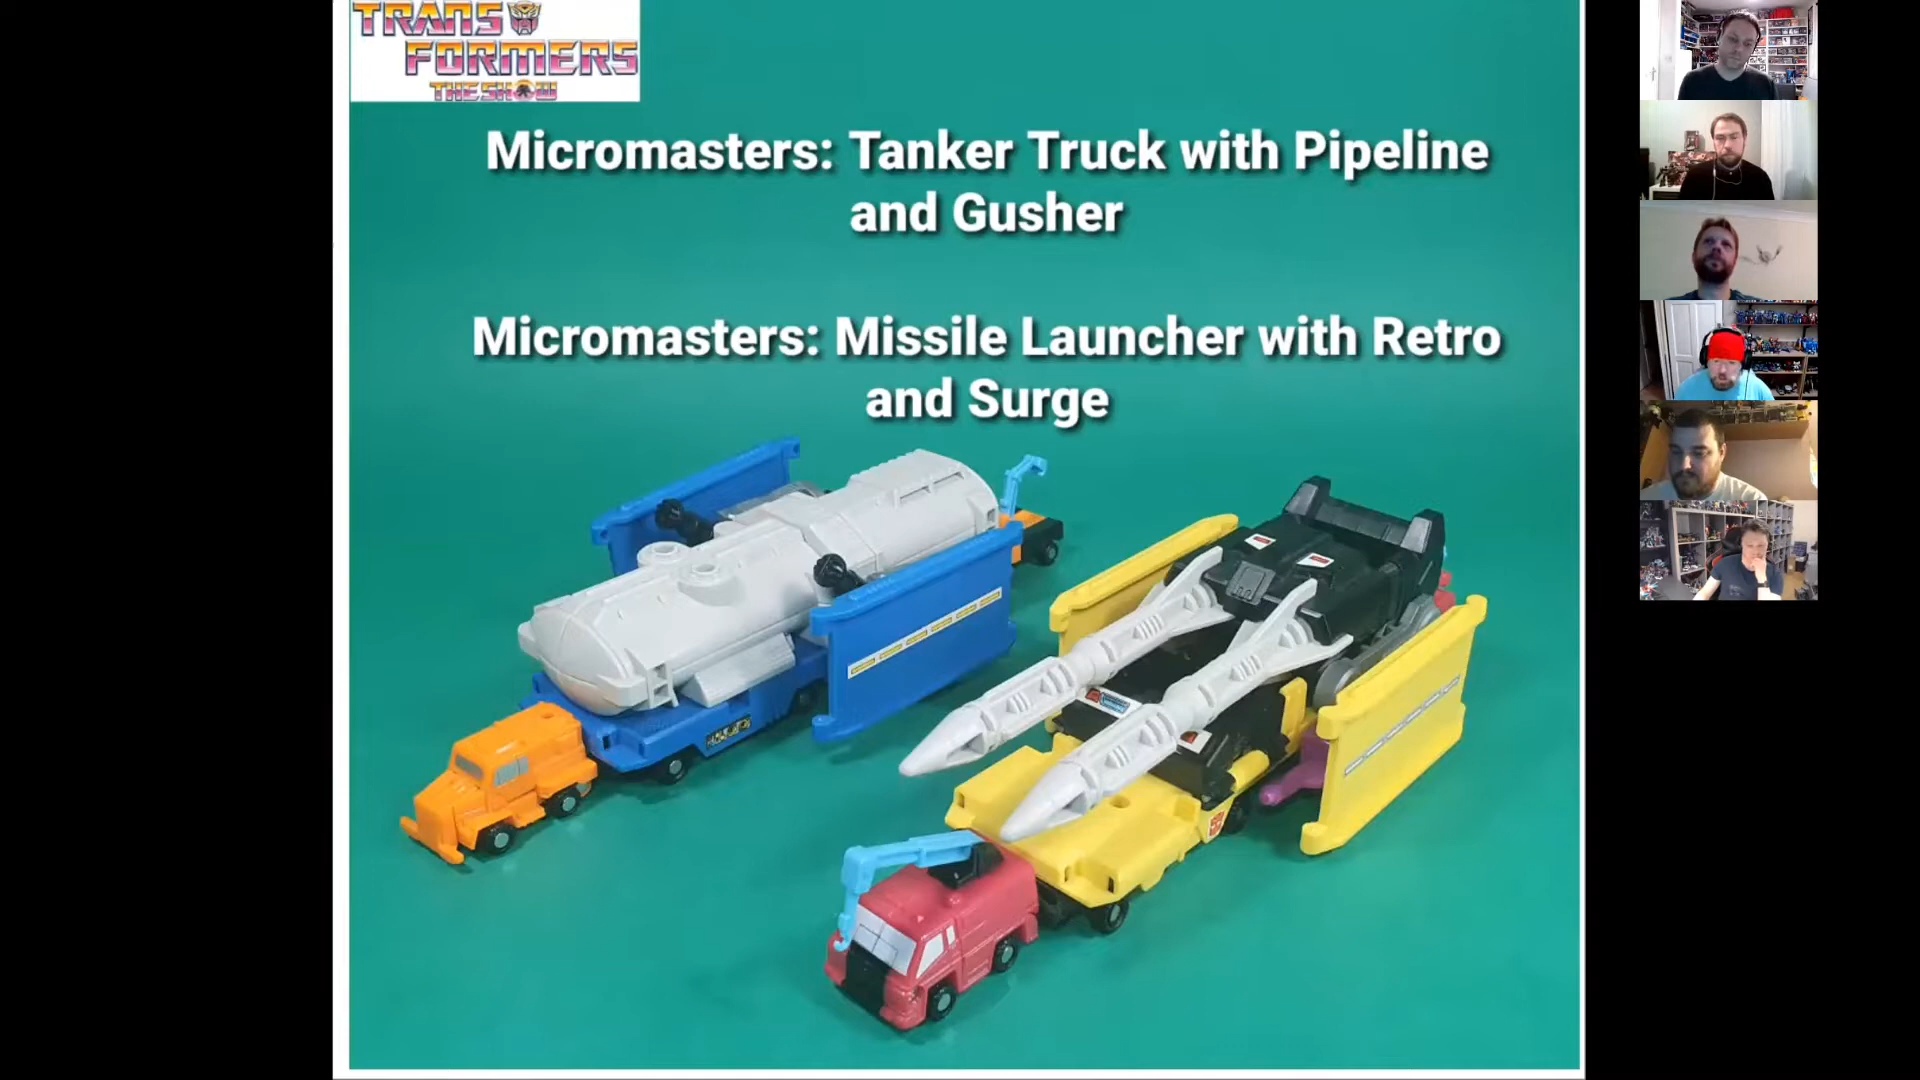 TRANS
FORMERS
THE SHOW
Micromasters: Tanker Truck with Pipeline
and Gusher
Micromasters: Missile Launcher with Retro
and Surge